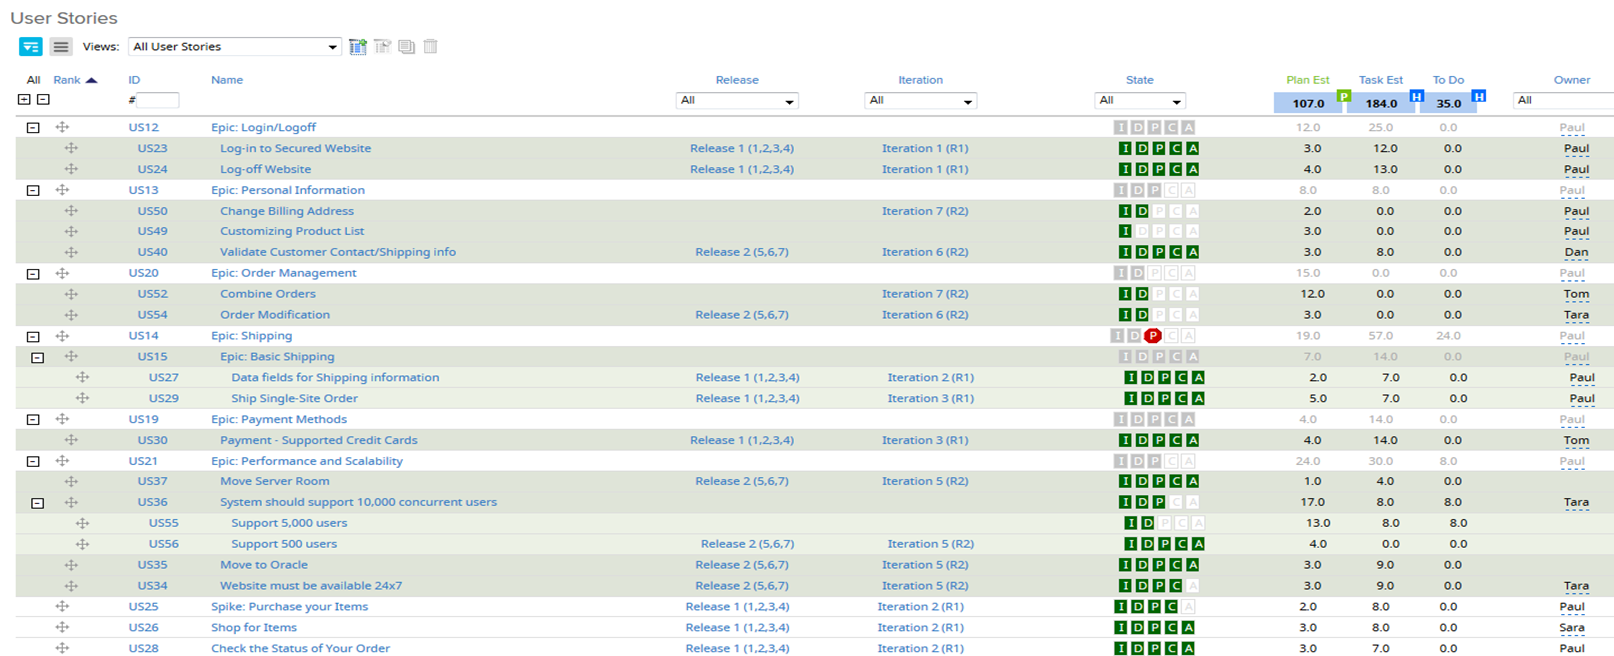 User Stories
Views: All User Stories
All Rank ID Name Release Iteration State Plan Est Task Est To Do Owner
# All All All 107.0 P 184.0 H 35.0 H All
US12 Epic: Login/Logoff I D P C A 12.0 25.0 0.0 Paul
US23 Log-in to Secured Website Release 1 (1,2,3,4) Iteration 1 (R1) I D P C A 3.0 12.0 0.0 Paul
US24 Log-off Website Release 1 (1,2,3,4) Iteration 1 (R1) I D P C A 4.0 13.0 0.0 Paul
US13 Epic: Personal Information I D P C A 8.0 8.0 0.0 Paul
US50 Change Billing Address Iteration 7 (R2) I D P C A 2.0 0.0 0.0 Paul
US49 Customizing Product List I D P C A 3.0 0.0 0.0 Paul
US40 Validate Customer Contact/Shipping info Release 2 (5,6,7) Iteration 6 (R2) I D P C A 3.0 8.0 0.0 Dan
US20 Epic: Order Management I D P C A 15.0 0.0 0.0 Paul
US52 Combine Orders Iteration 7 (R2) I D P C A 12.0 0.0 0.0 Tom
US54 Order Modification Release 2 (5,6,7) Iteration 6 (R2) I D P C A 3.0 0.0 0.0 Tara
US14 Epic: Shipping I D P C A 19.0 57.0 24.0 Paul
US15 Epic: Basic Shipping I D P C A 7.0 14.0 0.0 Paul
US27 Data fields for Shipping information Release 1 (1,2,3,4) Iteration 2 (R1) I D P C A 2.0 7.0 0.0 Paul
US29 Ship Single-Site Order Release 1 (1,2,3,4) Iteration 3 (R1) I D P C A 5.0 7.0 0.0 Paul
US19 Epic: Payment Methods I D P C A 4.0 14.0 0.0 Paul
US30 Payment - Supported Credit Cards Release 1 (1,2,3,4) Iteration 3 (R1) I D P C A 4.0 14.0 0.0 Tom
US21 Epic: Performance and Scalability I D P C A 24.0 30.0 8.0 Paul
US37 Move Server Room Release 2 (5,6,7) Iteration 5 (R2) I D P C A 1.0 4.0 0.0
US36 System should support 10,000 concurrent users I D P C A 17.0 8.0 8.0 Tara
US55 Support 5,000 users I D P C A 13.0 8.0 8.0
US56 Support 500 users Release 2 (5,6,7) Iteration 5 (R2) I D P C A 4.0 0.0 0.0
US35 Move to Oracle Release 2 (5,6,7) Iteration 5 (R2) I D P C A 3.0 9.0 0.0
US34 Website must be available 24x7 Release 2 (5,6,7) Iteration 5 (R2) I D P C A 3.0 9.0 0.0 Tara
US25 Spike: Purchase your Items Release 1 (1,2,3,4) Iteration 2 (R1) I D P C A 2.0 8.0 0.0 Paul
US26 Shop for Items Release 1 (1,2,3,4) Iteration 2 (R1) I D P C A 3.0 8.0 0.0 Sara
US28 Check the Status of Your Order Release 1 (1,2,3,4) Iteration 2 (R1) I D P C A 3.0 7.0 0.0 Paul